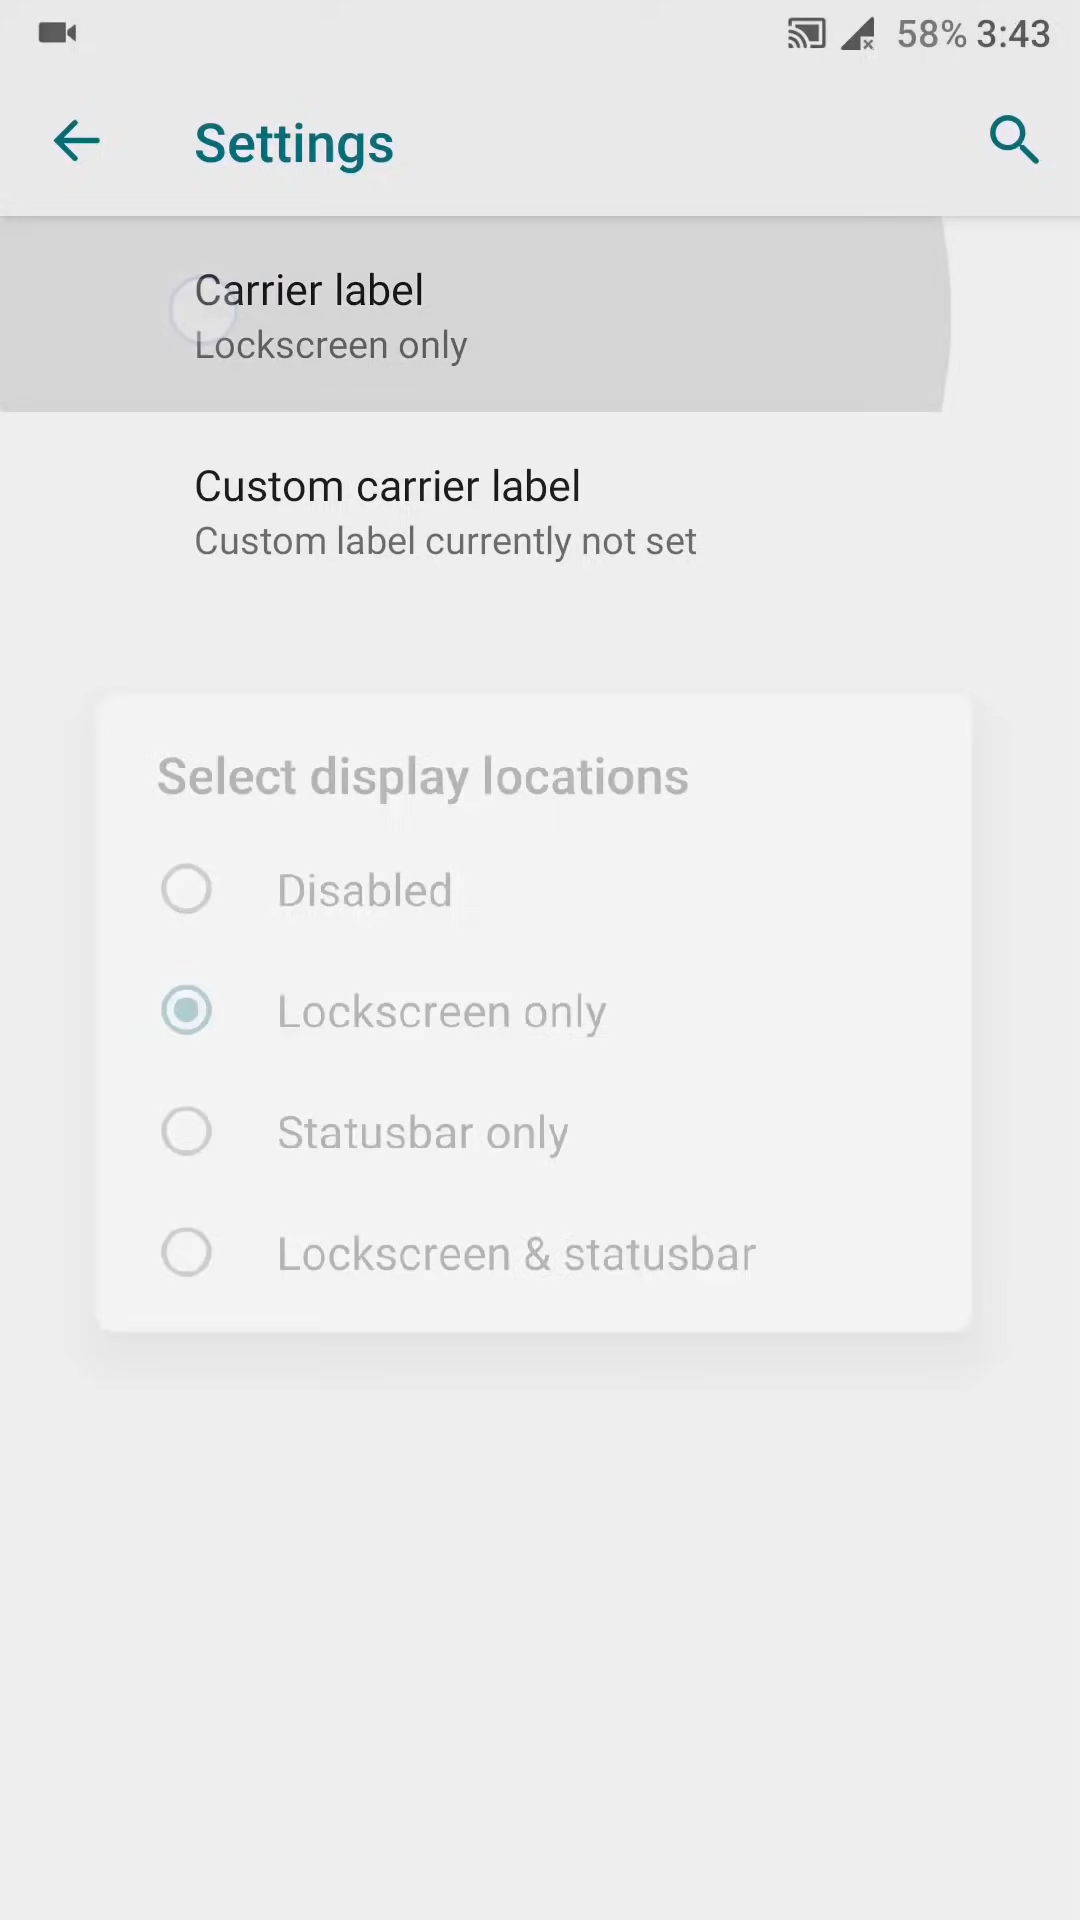 58% 3:43
Settings
Carrier label
Lockscreen only
Custom carrier label
Custom label currently not set
Select display locations
Disabled
Lockscreen only
Statusbar only
Lockscreen & statusbar